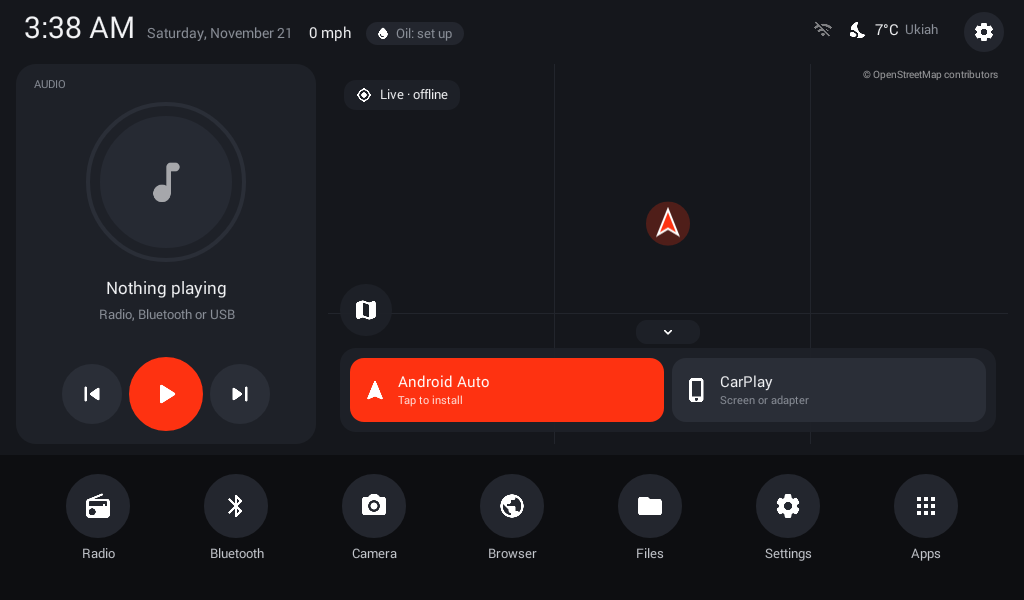 3:38 AM
Saturday, November 21
0 mph
Oil: set up
7°C
Ukiah
AUDIO
Nothing playing
Radio, Bluetooth or USB
© OpenStreetMap contributors
Live · offline
Android Auto
Tap to install
CarPlay
Screen or adapter
Radio
Bluetooth
Camera
Browser
Files
Settings
Apps